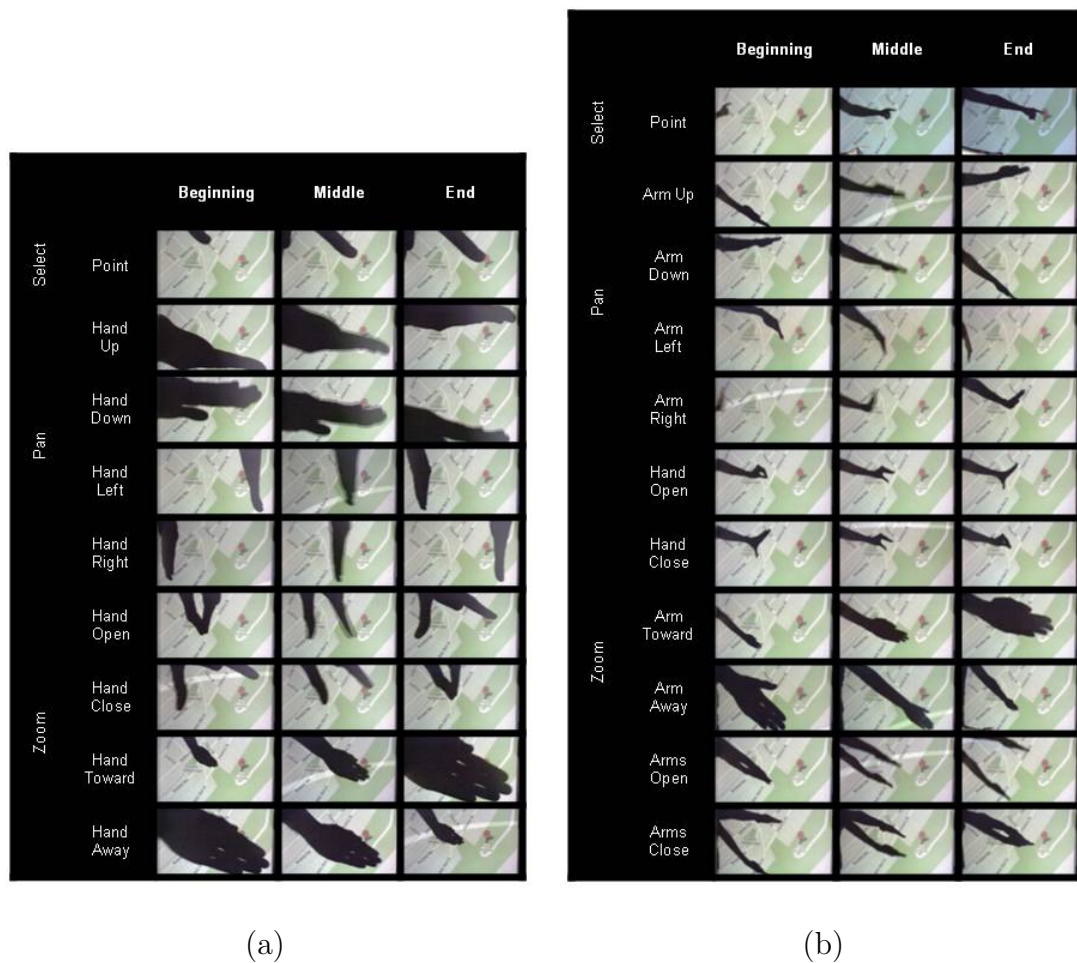 Beginning Middle End
Select
Point
Pan
Hand
Up
Hand
Down
Hand
Left
Hand
Right
Zoom
Hand
Open
Hand
Close
Hand
Toward
Hand
Away
(a)
Beginning Middle End
Select
Point
Pan
Arm Up
Arm
Down
Arm
Left
Arm
Right
Zoom
Hand
Open
Hand
Close
Arm
Toward
Arm
Away
Arms
Open
Arms
Close
(b)